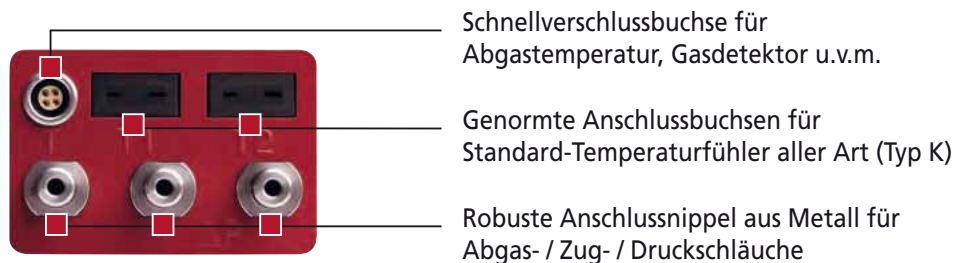 Schnellverschlussbuchse für
Abgastemperatur, Gasdetektor u.v.m.
Genormte Anschlussbuchsen für
Standard-Temperaturfühler aller Art (Typ K)
Robuste Anschlussnippel aus Metall für
Abgas- / Zug- / Druckschläuche